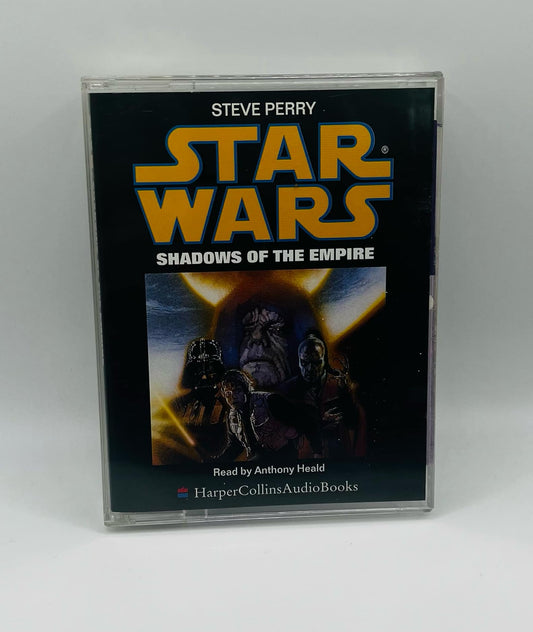 STEVE PERRY
STAR
WARS®
SHADOWS OF THE EMPIRE
Read by Anthony Heald
HarperCollinsAudioBooks